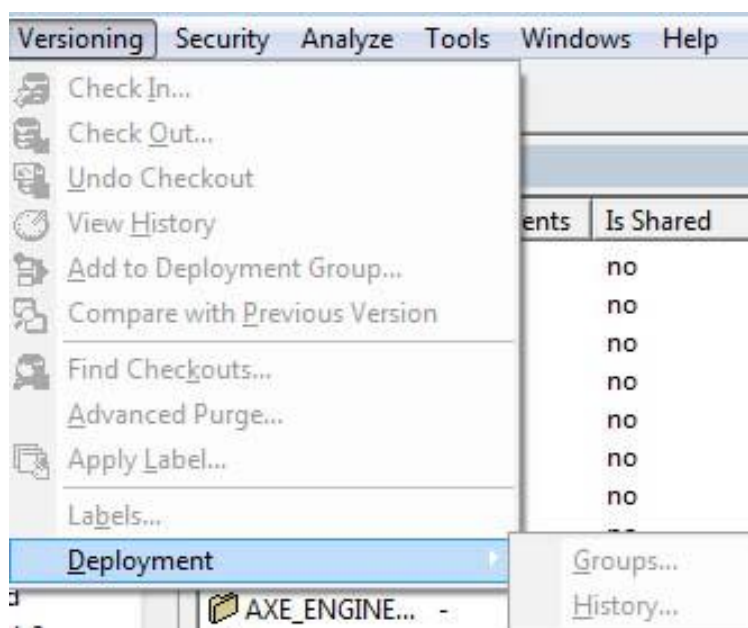 Versioning Security Analyze Tools Windows Help
Check In...
Check Out...
Undo Checkout
View History
Add to Deployment Group...
Compare with Previous Version
Find Checkouts...
Advanced Purge...
Apply Label...
Labels...
Deployment
Groups...
History...
ents Is Shared
no
no
no
no
no
no
no
AXE_ENGINE... -